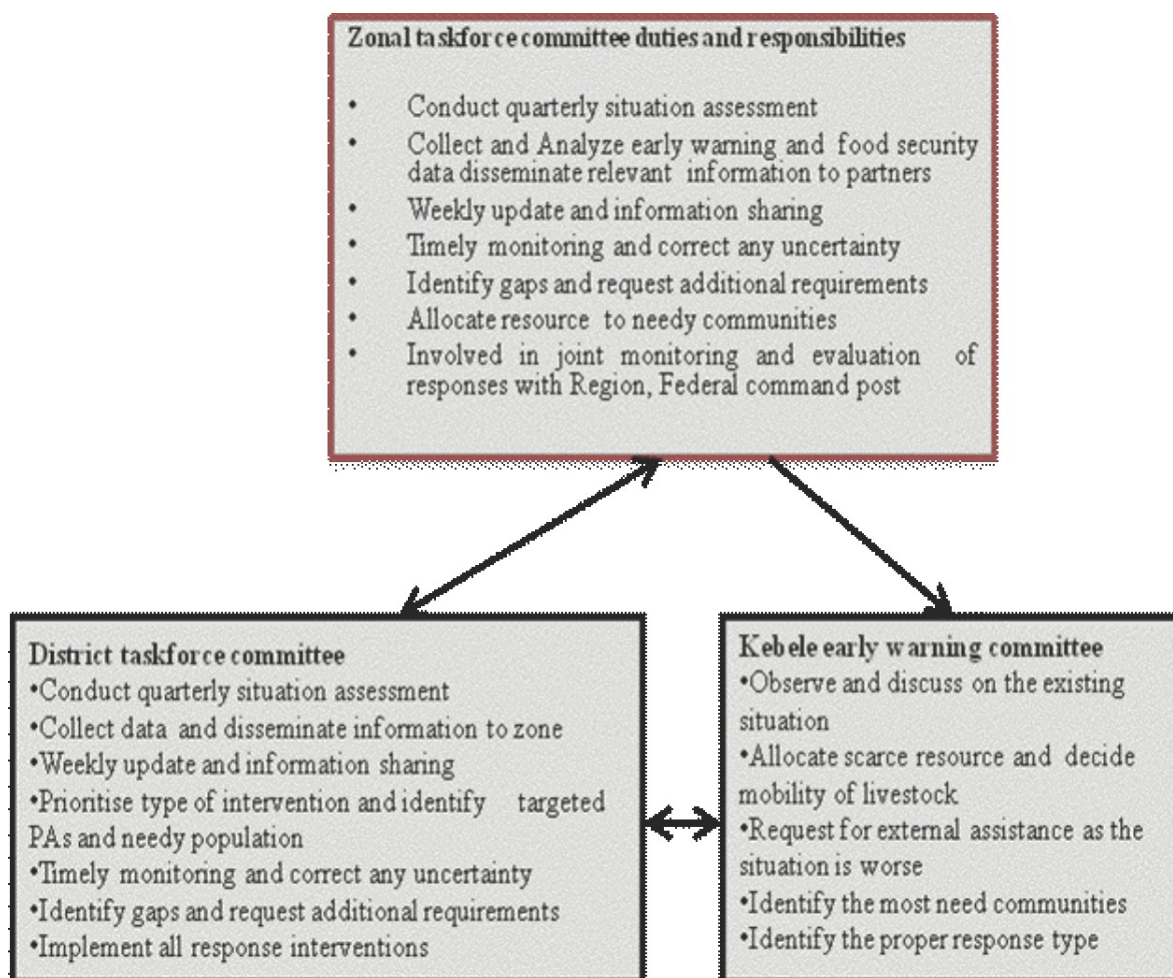 Zonal taskforce committee duties and responsibilities
• Conduct quarterly situation assessment
• Collect and Analyze early warning and food security
data disseminate relevant information to partners
• Weekly update and information sharing
• Timely monitoring and correct any uncertainty
• Identify gaps and request additional requirements
• Allocate resource to needy communities
• Involved in joint monitoring and evaluation of
responses with Region, Federal command post
District taskforce committee
•Conduct quarterly situation assessment
•Collect data and disseminate information to zone
•Weekly update and information sharing
•Prioritise type of intervention and identify targeted
PAs and needy population
•Timely monitoring and correct any uncertainty
•Identify gaps and request additional requirements
•Implement all response interventions
Kebele early warning committee
•Observe and discuss on the existing
situation
•Allocate scarce resource and decide
mobility of livestock
•Request for external assistance as the
situation is worse
•Identify the most need communities
•Identify the proper response type